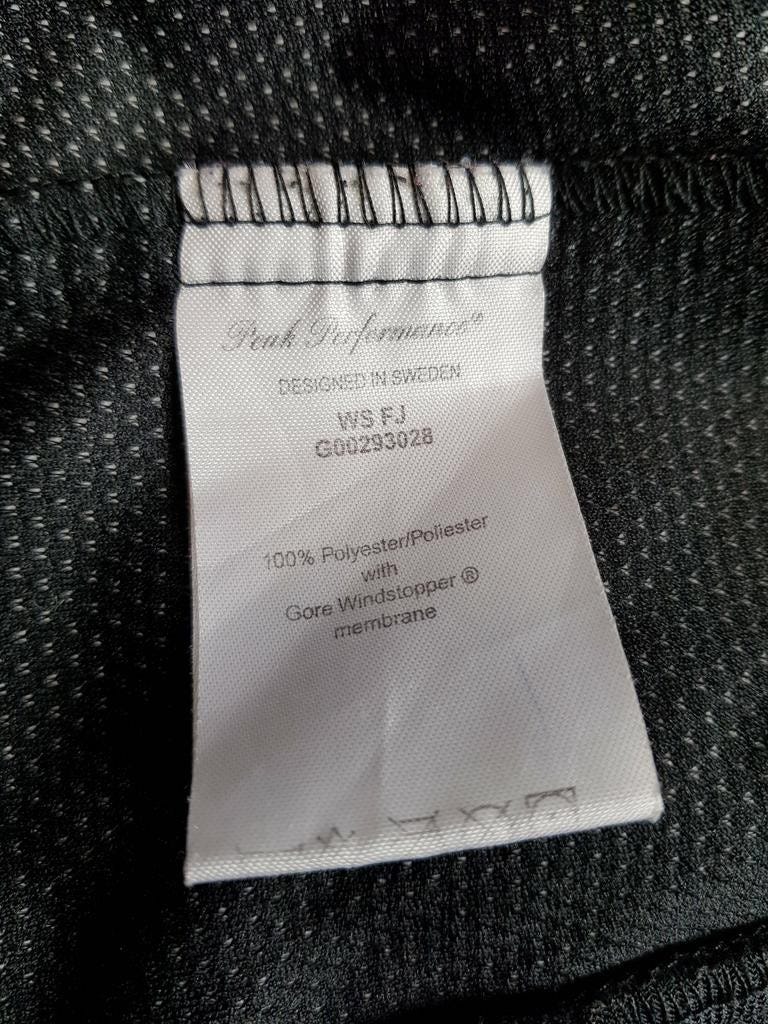 Peak Performance®
DESIGNED IN SWEDEN
WS FJ
G00293028
100% Polyester/Poliester
with
Gore Windstopper ®
membrane